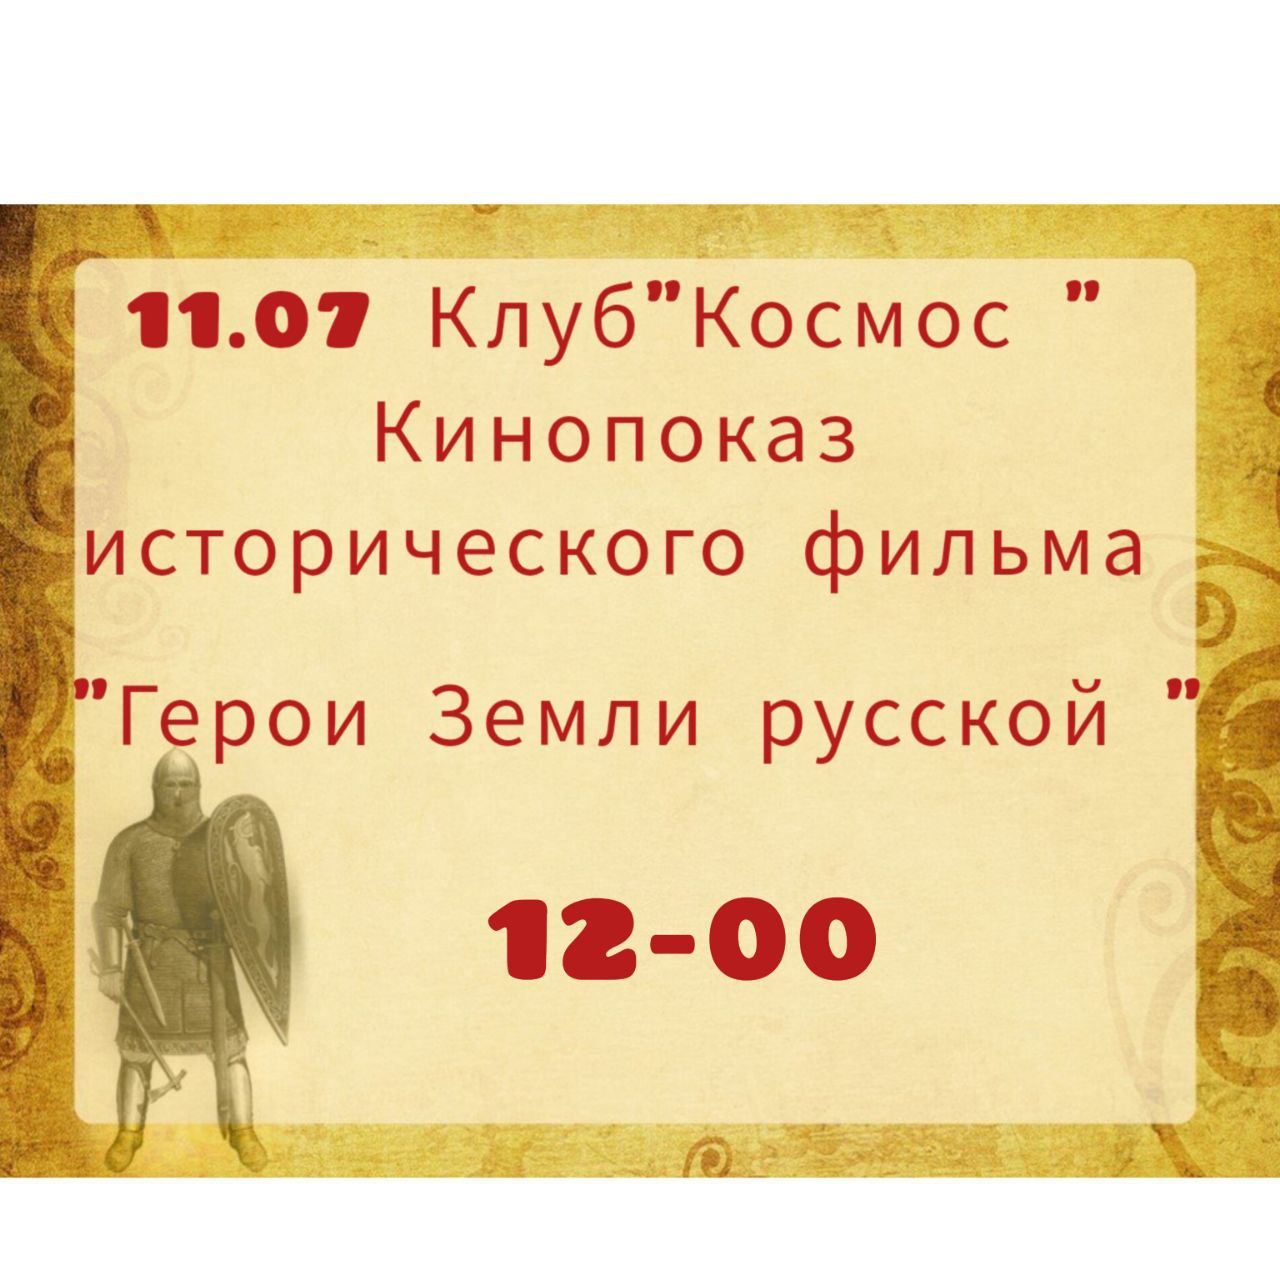 11.07 Клуб"Космос "
Кинопоказ
исторического фильма
"Герои Земли русской "
12-00